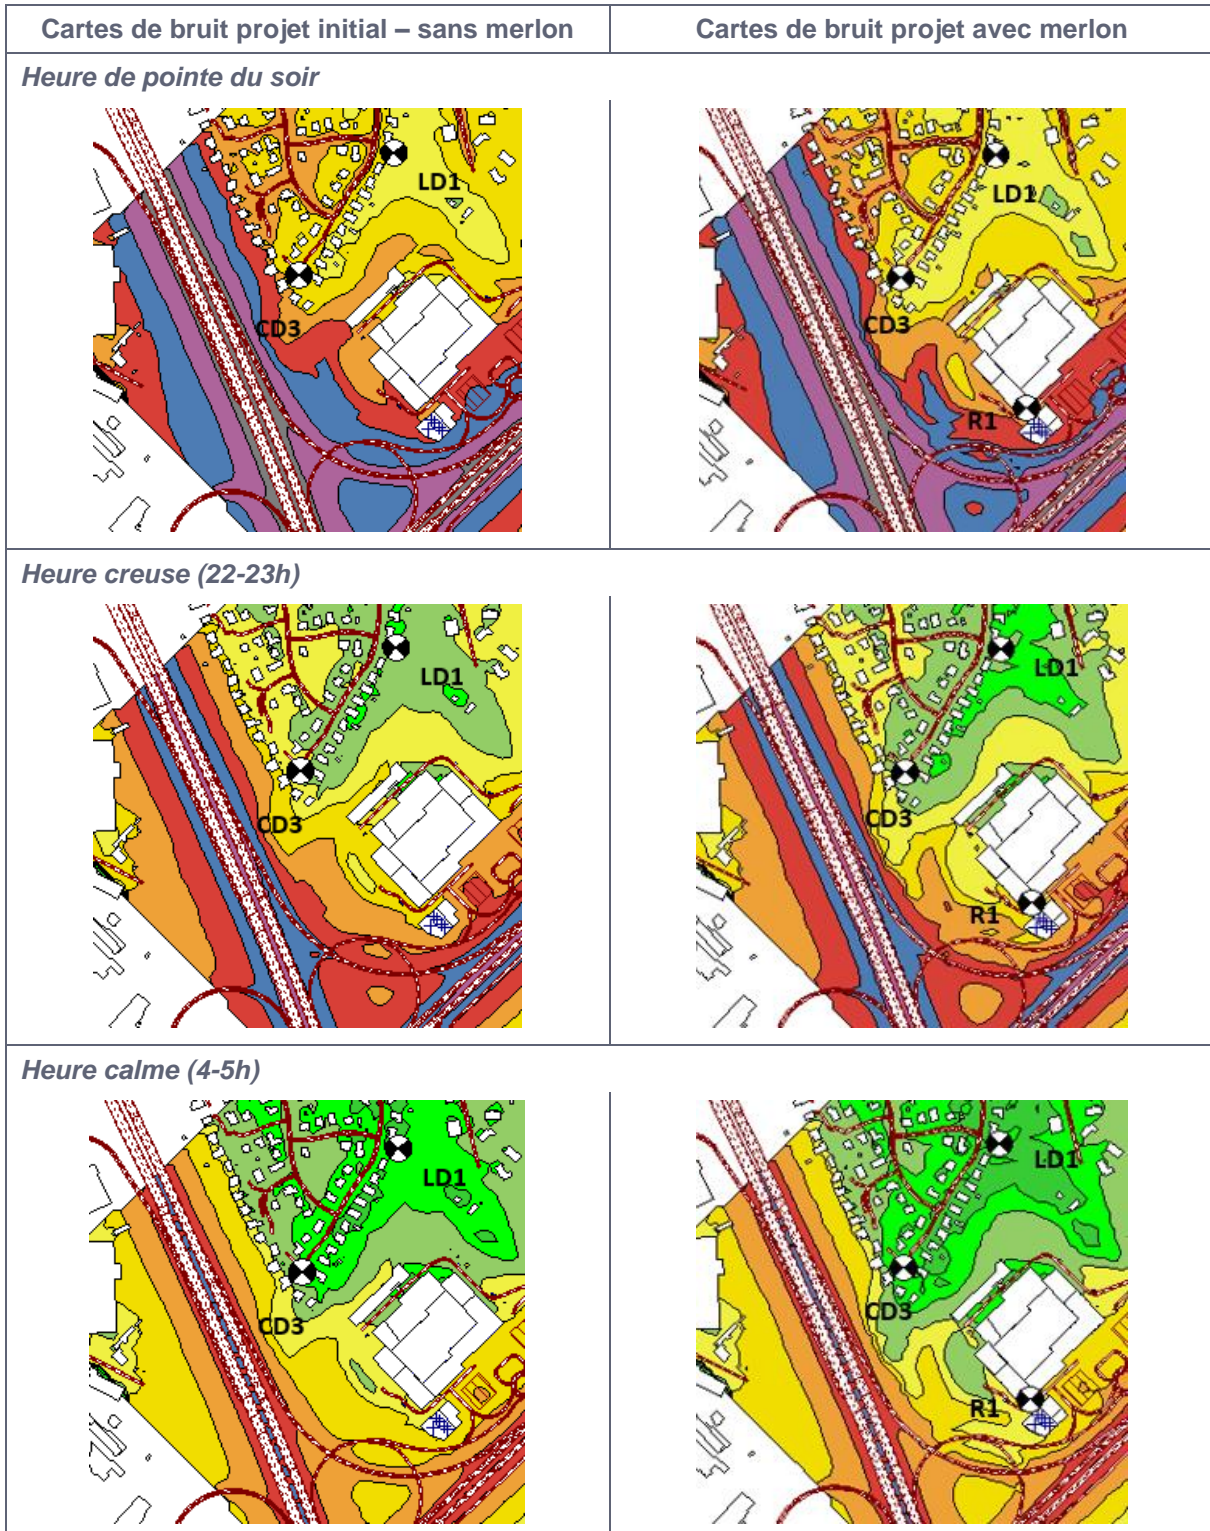 Cartes de bruit projet initial – sans merlon
Cartes de bruit projet avec merlon
Heure de pointe du soir
LD1
CD3
LD1
CD3
R1
Heure creuse (22-23h)
LD1
CD3
LD1
CD3
R1
Heure calme (4-5h)
LD1
CD3
LD1
CD3
R1